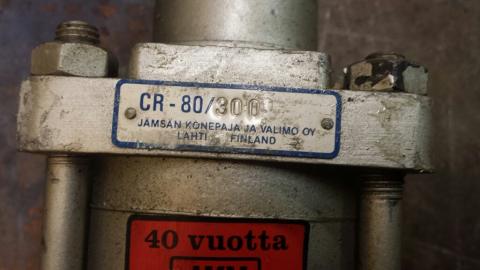 CR - 80/300
JÄMSÄN KONEPAJA JA VALIMO OY
LAHTI FINLAND
40 vuotta